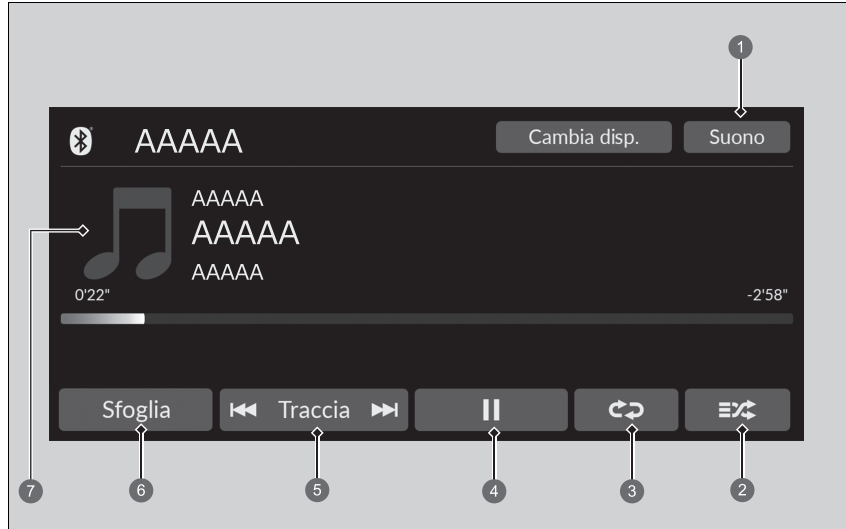 1
AAAAA Cambia disp. Suono
AAAAA
AAAAA
7
AAAAA
0'22" -2'58"
Sfoglia Traccia
6 5 4 3 2